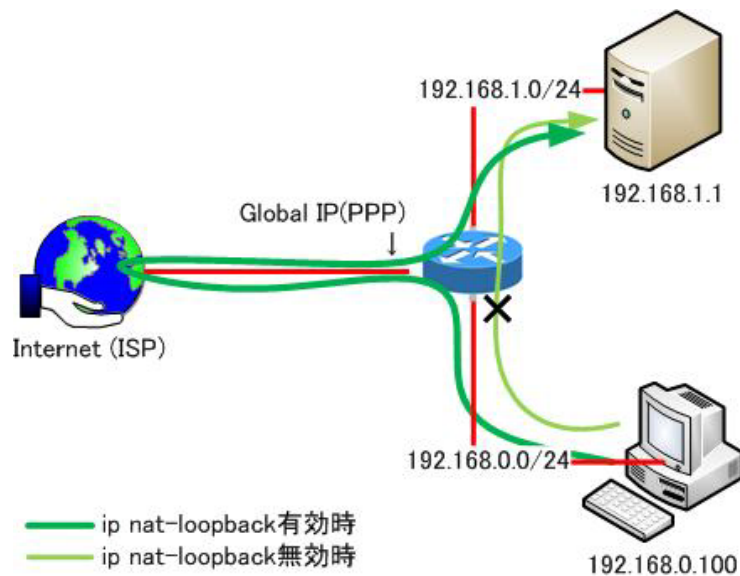 192.168.1.0/24
192.168.1.1
Global IP(PPP)
↓
Internet (ISP)
×
192.168.0.0/24
ip nat-loopback有効時
ip nat-loopback無効時
192.168.0.100